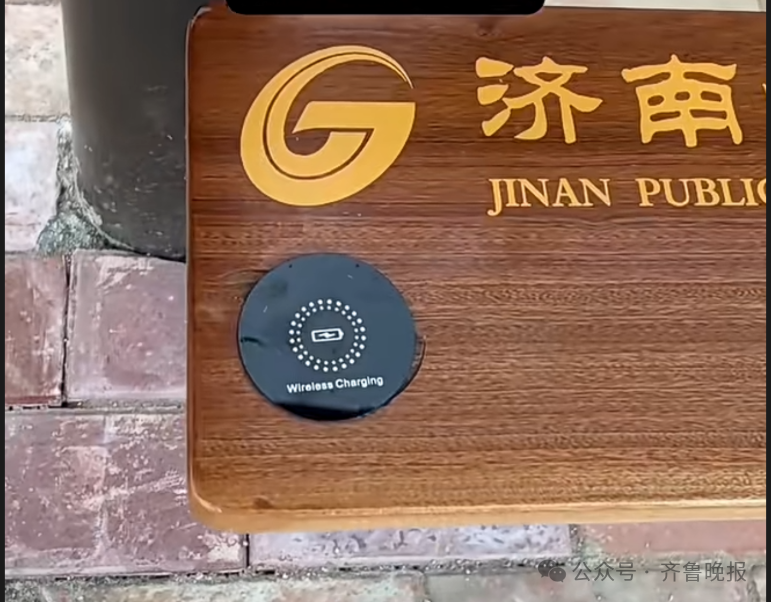 济南
JINAN PUBLIC
Wireless Charging
公众号 · 齐鲁晚报